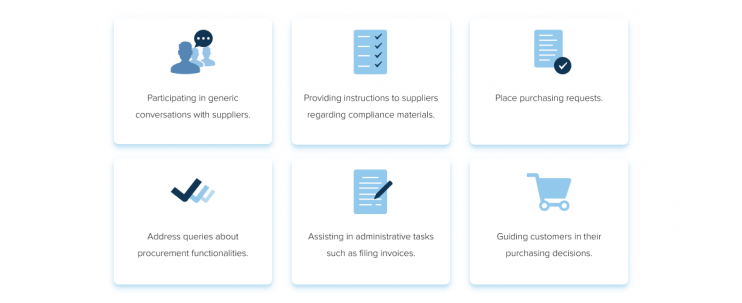 Participating in generic
conversations with suppliers.
Providing instructions to suppliers
regarding compliance materials.
Place purchasing requests.
Address queries about
procurement functionalities.
Assisting in administrative tasks
such as filing invoices.
Guiding customers in their
purchasing decisions.